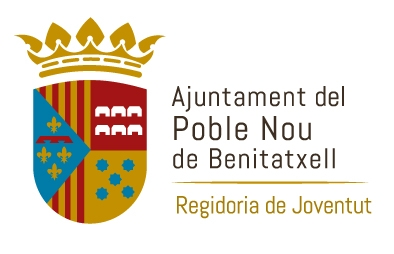 Ajuntament del
Poble Nou
de Benitatxell
Regidoria de Joventut